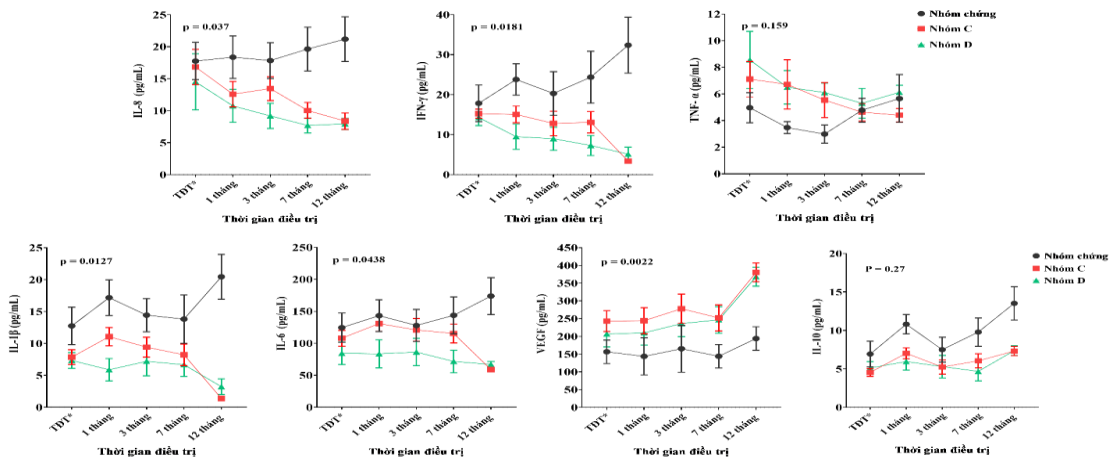 p = 0.037
IL-8 (pg/mL)
25
20
15
10
5
0
TDT*
1 tháng
3 tháng
7 tháng
12 tháng
Thời gian điều trị
p = 0.0181
IFN-γ (pg/mL)
40
30
20
10
0
TDT*
1 tháng
3 tháng
7 tháng
12 tháng
Thời gian điều trị
p = 0.159
TNF- α (pg/mL)
12
10
8
6
4
2
0
TDT*
1 tháng
3 tháng
7 tháng
12 tháng
Thời gian điều trị
Nhóm chứng
Nhóm C
Nhóm D
p = 0.0127
IL-1β (pg/mL)
25
20
15
10
5
0
TDT*
1 tháng
3 tháng
7 tháng
12 tháng
Thời gian điều trị
p = 0.0438
IL-6 (pg/mL)
250
200
150
100
50
0
TDT*
1 tháng
3 tháng
7 tháng
12 tháng
Thời gian điều trị
p = 0.0022
VEGF (pg/mL)
450
400
350
300
250
200
150
100
50
0
TDT*
1 tháng
3 tháng
7 tháng
12 tháng
Thời gian điều trị
P = 0.27
IL-10 (pg/mL)
20
15
10
5
0
TDT*
1 tháng
3 tháng
7 tháng
12 tháng
Thời gian điều trị
Nhóm chứng
Nhóm C
Nhóm D